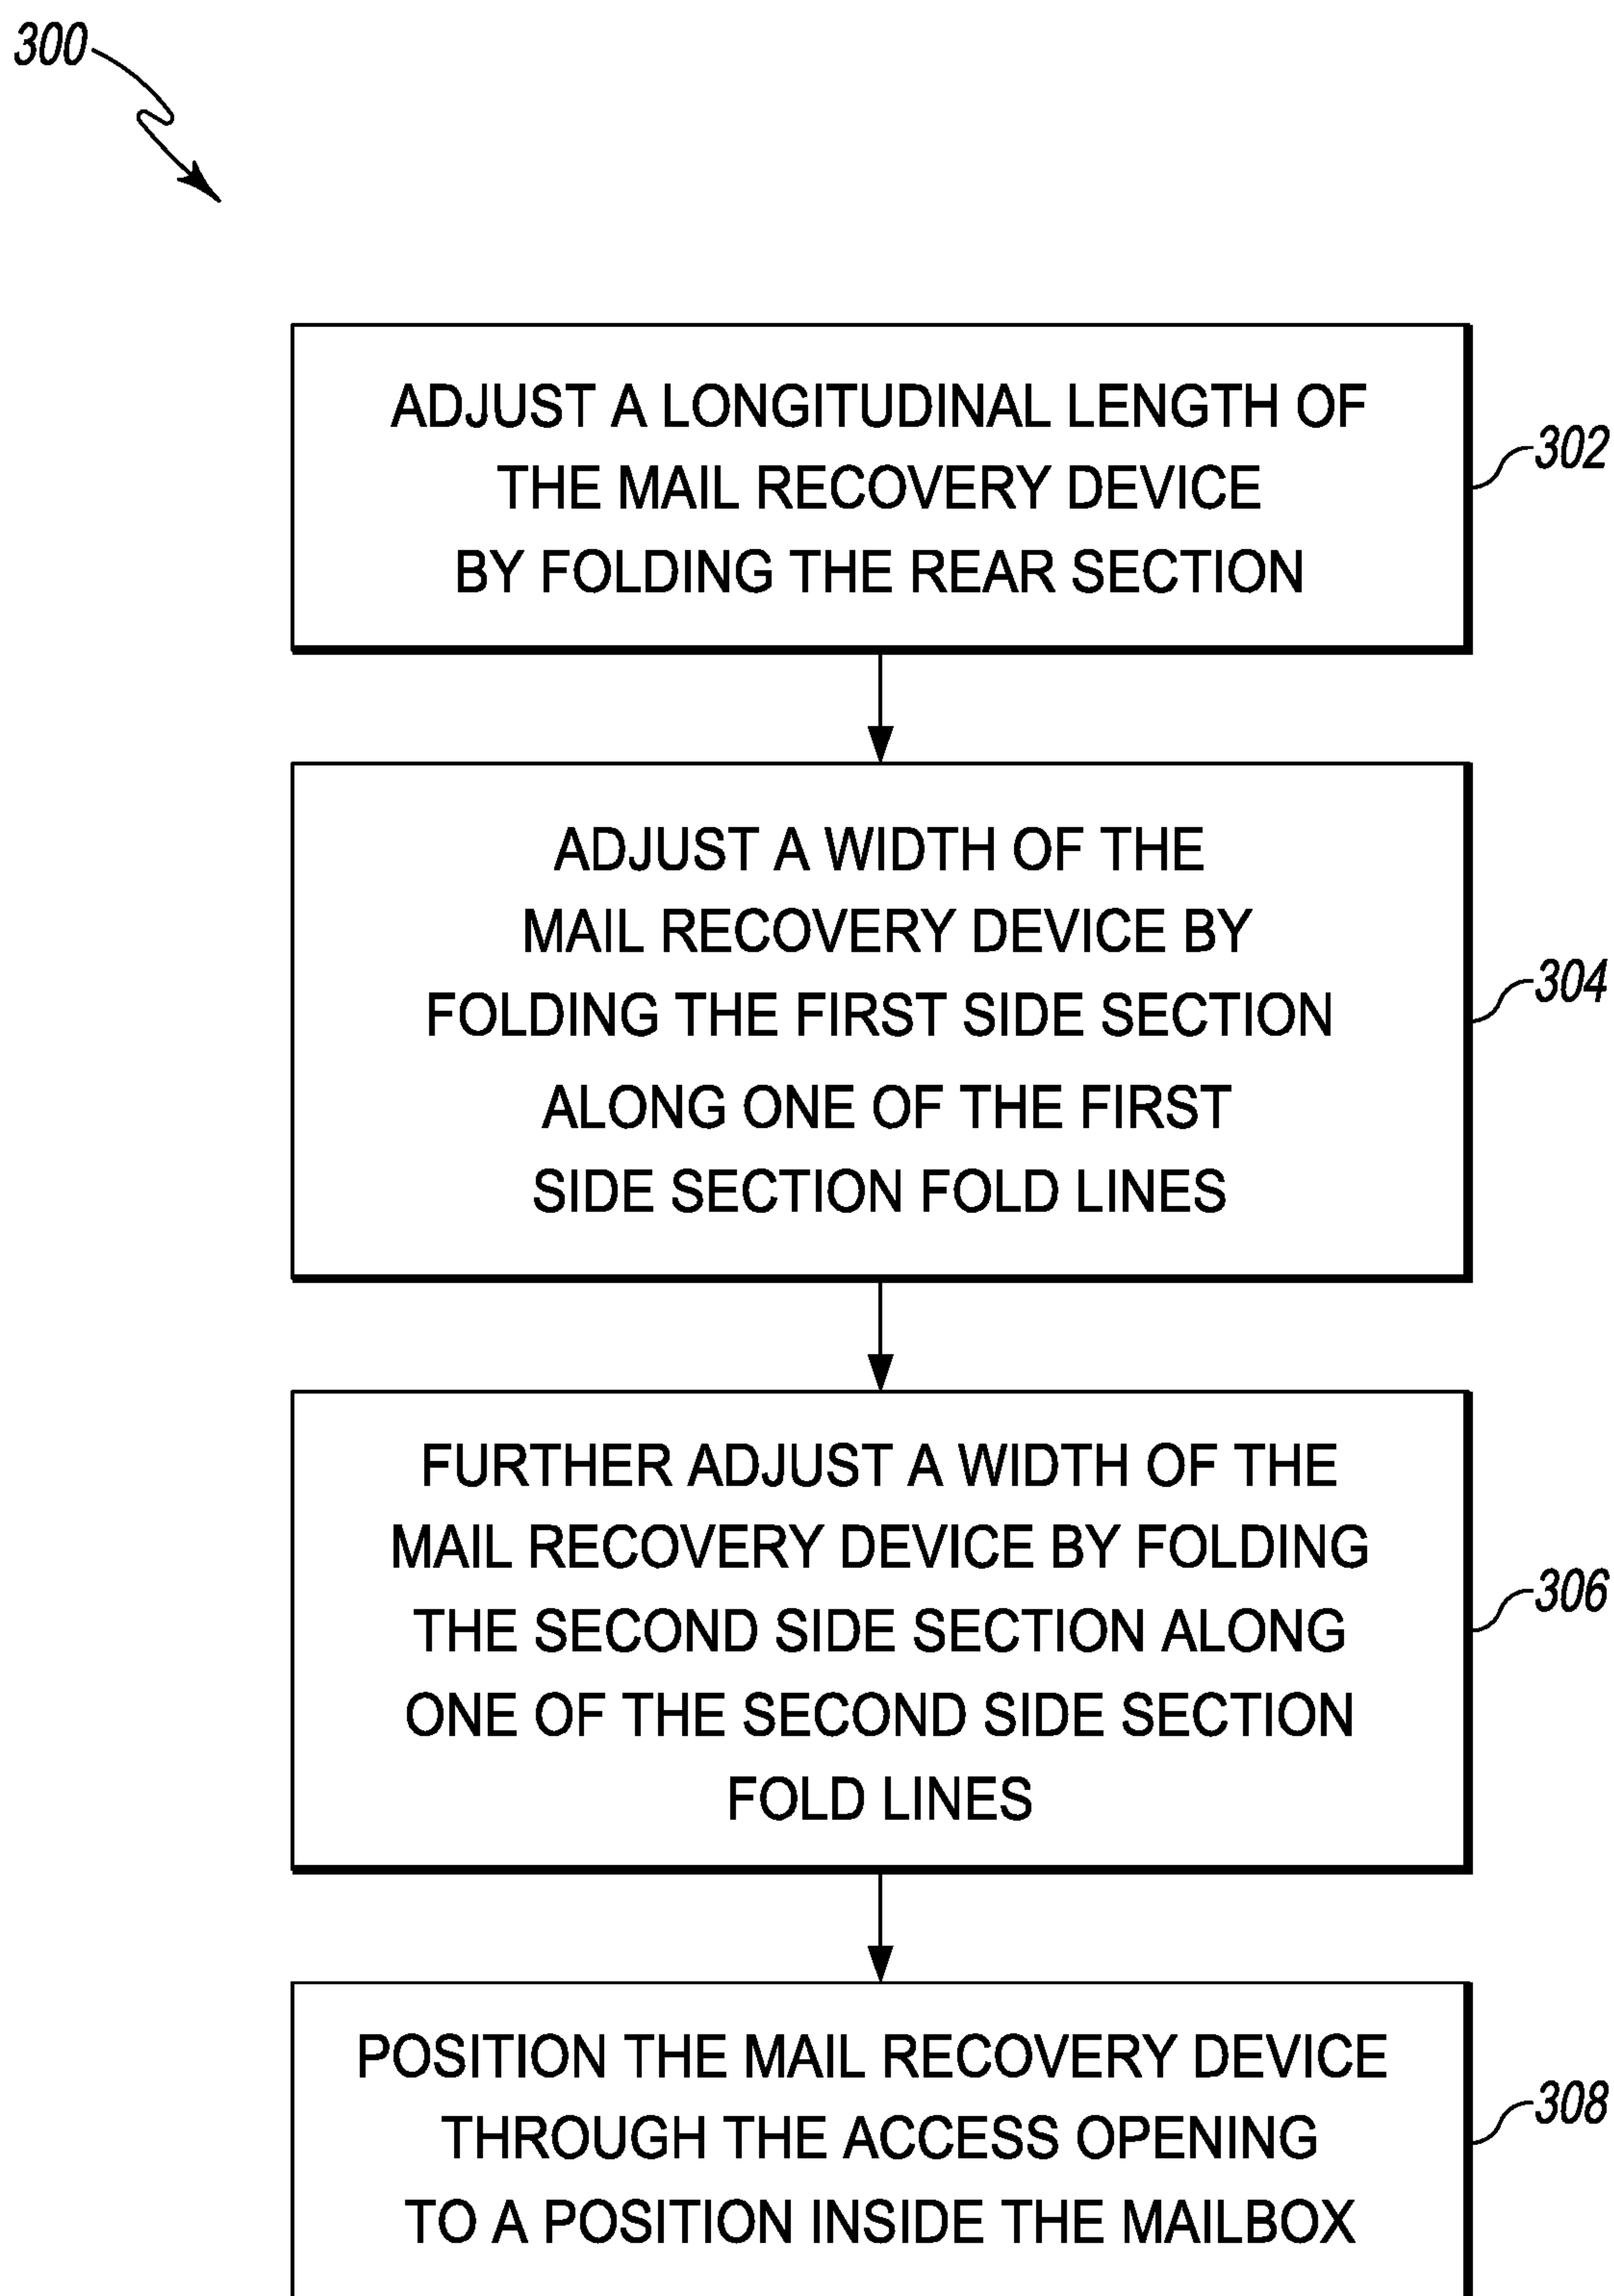 300
ADJUST A LONGITUDINAL LENGTH OF
THE MAIL RECOVERY DEVICE
BY FOLDING THE REAR SECTION
302
ADJUST A WIDTH OF THE
MAIL RECOVERY DEVICE BY
FOLDING THE FIRST SIDE SECTION
ALONG ONE OF THE FIRST
SIDE SECTION FOLD LINES
304
FURTHER ADJUST A WIDTH OF THE
MAIL RECOVERY DEVICE BY FOLDING
THE SECOND SIDE SECTION ALONG
ONE OF THE SECOND SIDE SECTION
FOLD LINES
306
POSITION THE MAIL RECOVERY DEVICE
THROUGH THE ACCESS OPENING
TO A POSITION INSIDE THE MAILBOX
308